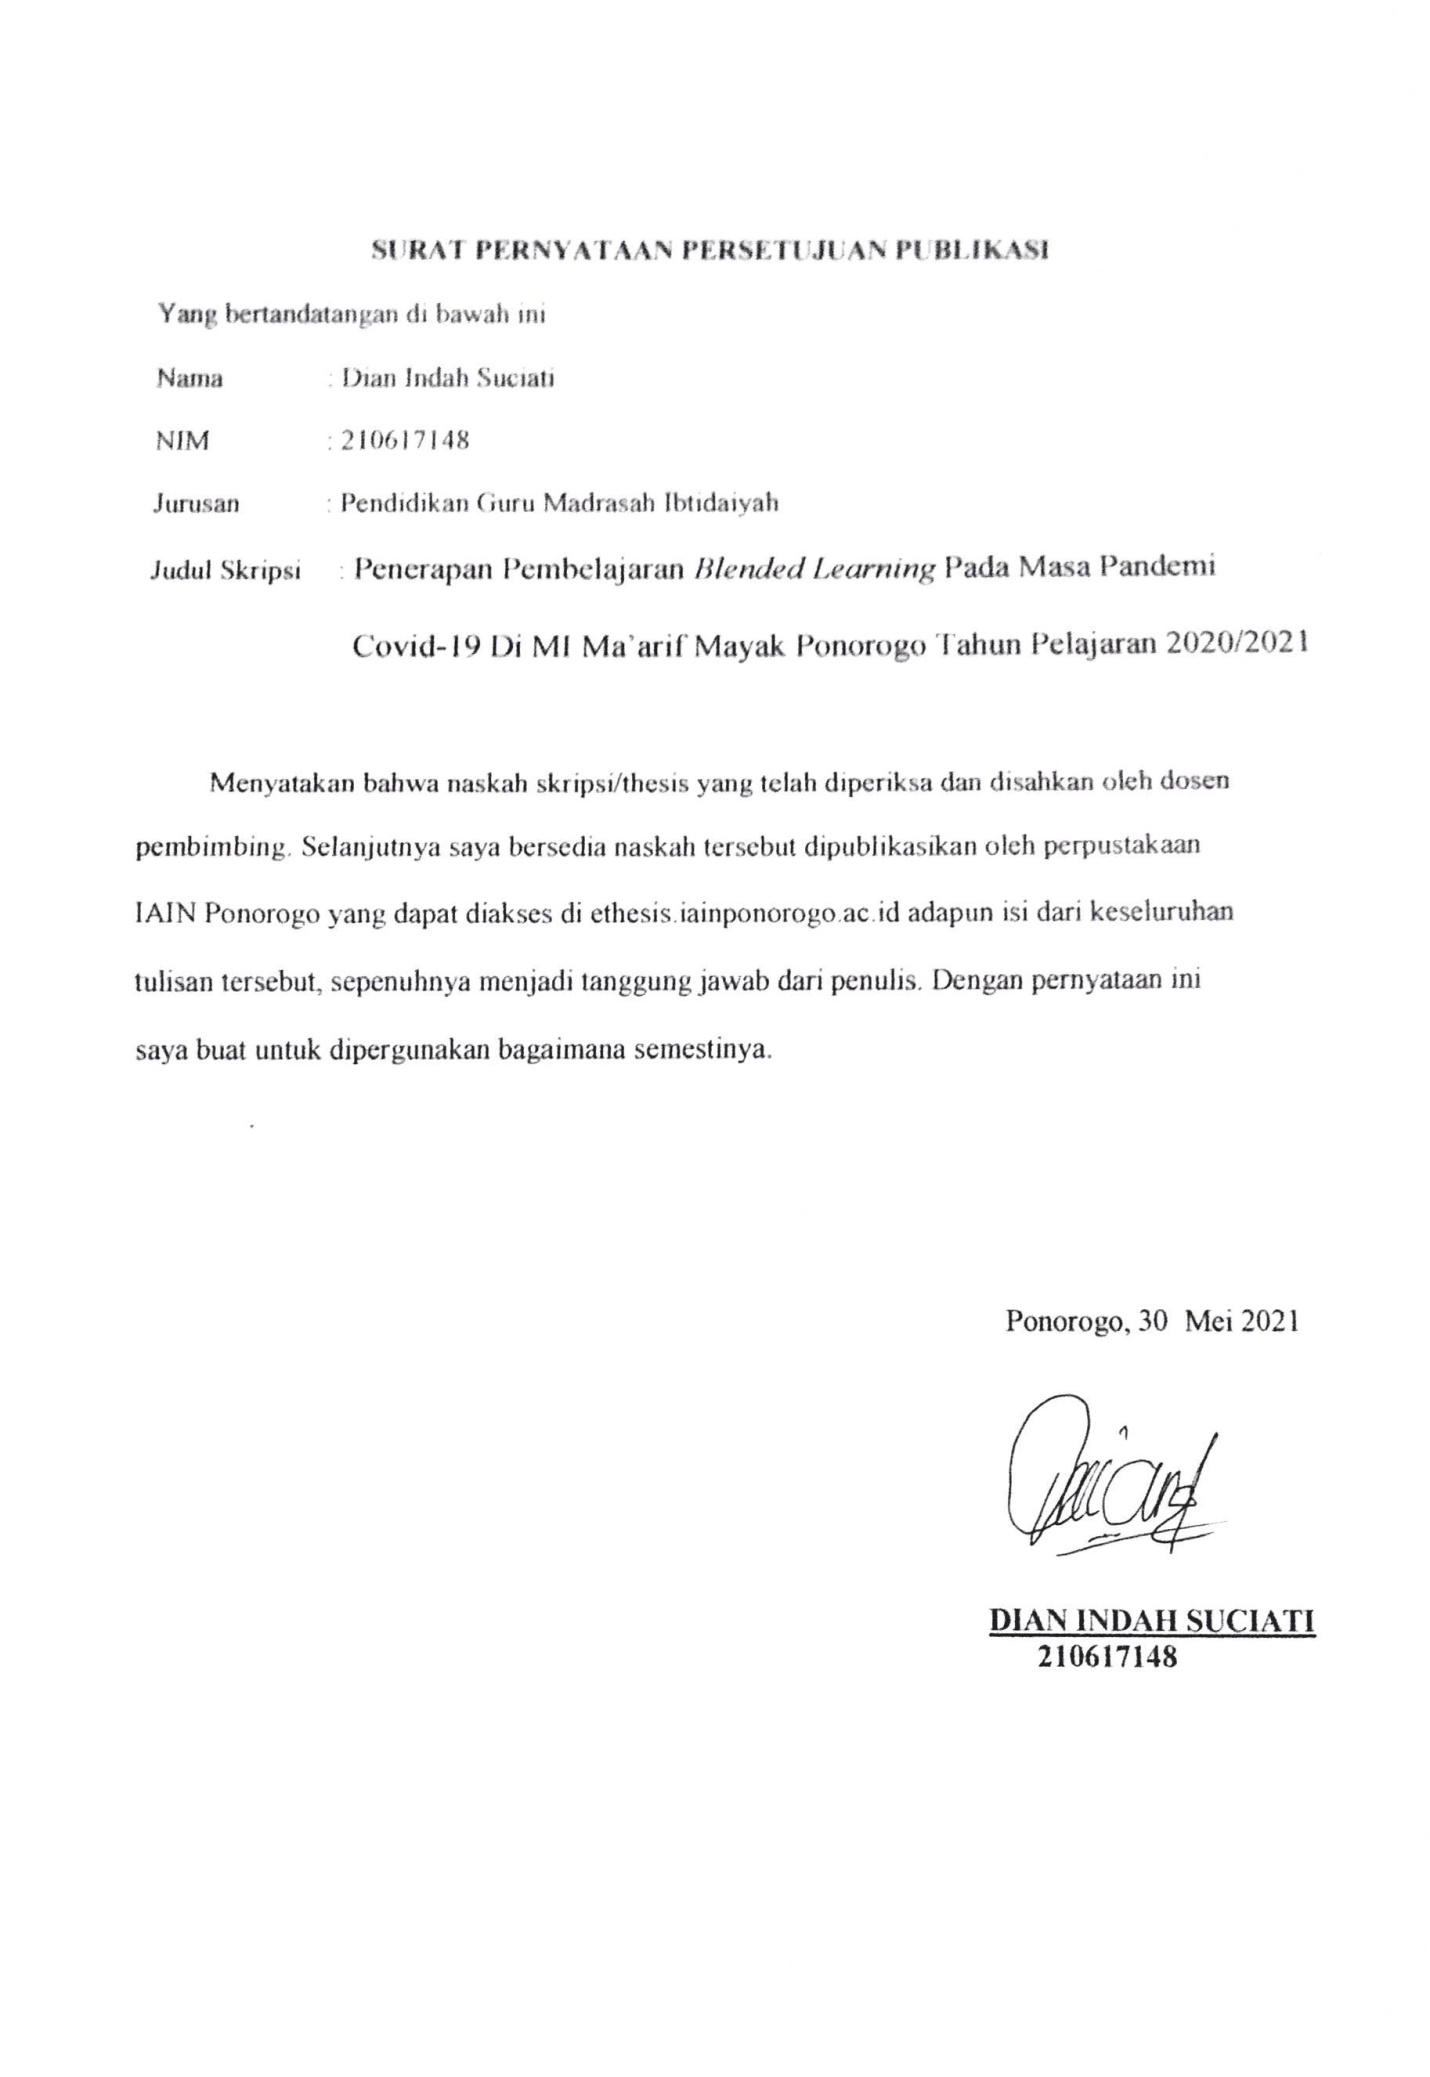 SURAT PERNYATAAN PERSETUJUAN PUBLIKASI
Yang bertandatangan di bawah ini
Nama : Dian Indah Suciati
NIM : 210617148
Jurusan : Pendidikan Guru Madrasah Ibtidaiyah
Judul Skripsi : Penerapan Pembelajaran Blended Learning Pada Masa Pandemi
Covid-19 Di MI Ma'arif Mayak Ponorogo Tahun Pelajaran 2020/2021
Menyatakan bahwa naskah skripsi/thesis yang telah diperiksa dan disahkan oleh dosen
pembimbing. Selanjutnya saya bersedia naskah tersebut dipublikasikan oleh perpustakaan
IAIN Ponorogo yang dapat diakses di ethesis.iainponorogo.ac.id adapun isi dari keseluruhan
tulisan tersebut, sepenuhnya menjadi tanggung jawab dari penulis. Dengan pernyataan ini
saya buat untuk dipergunakan bagaimana semestinya.
Ponorogo, 30 Mei 2021
DIAN INDAH SUCIATI
210617148